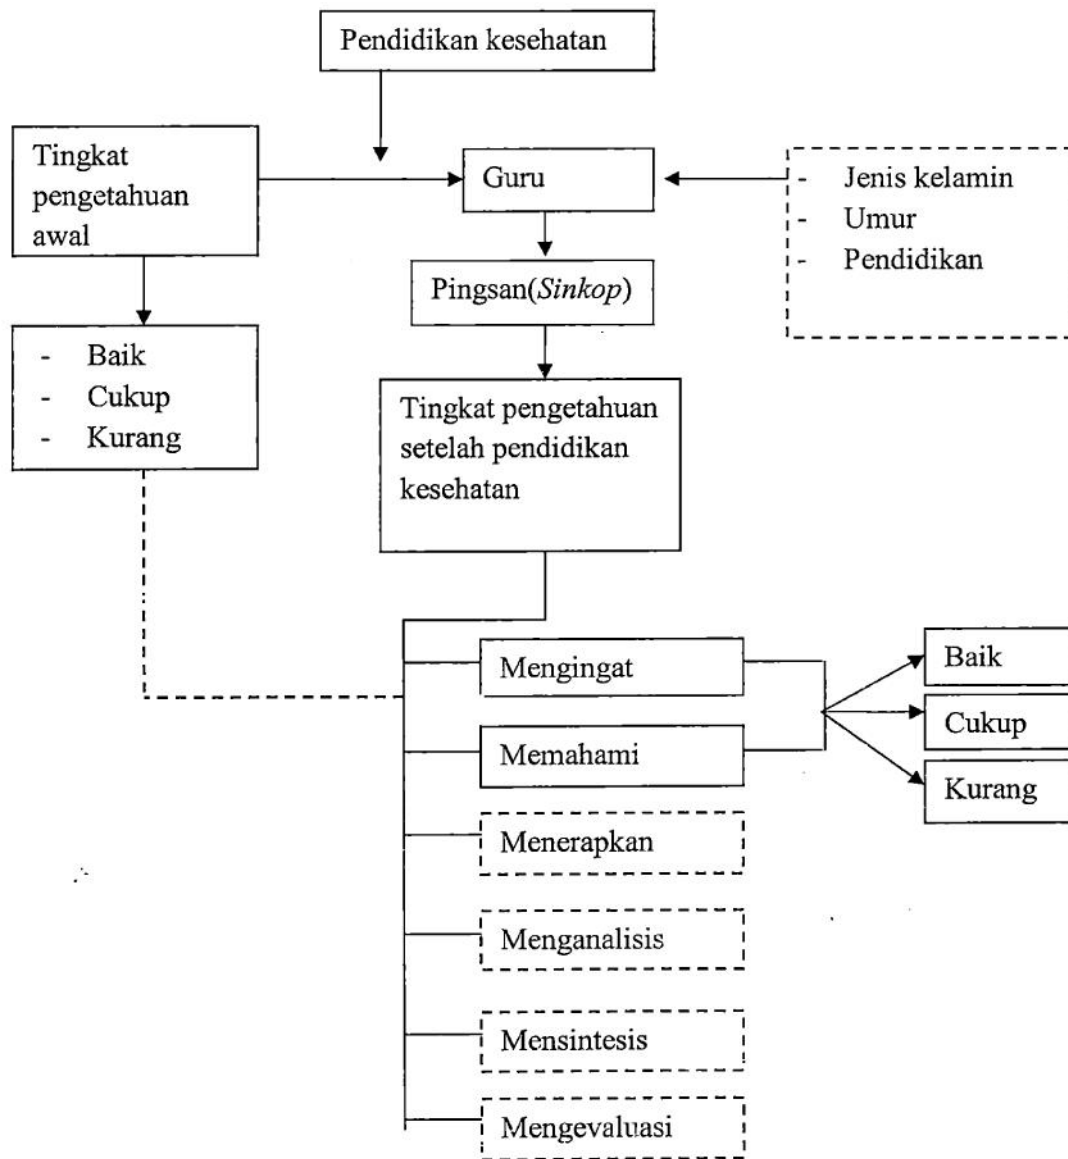 Pendidikan kesehatan
Tingkat
pengetahuan
awal
Guru
- Jenis kelamin
- Umur
- Pendidikan
Pingsan(Sinkop)
- Baik
- Cukup
- Kurang
Tingkat pengetahuan
setelah pendidikan
kesehatan
Mengingat
Baik
Cukup
Memahami
Kurang
Menerapkan
Menganalisis
Mensintesis
Mengevaluasi